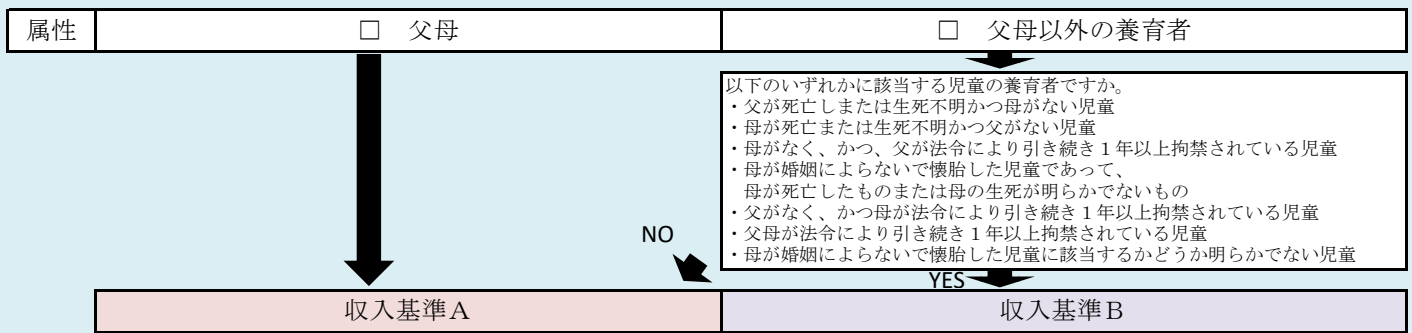 属性
□ 父母
□ 父母以外の養育者
以下のいずれかに該当する児童の養育者ですか。
・父が死亡しまたは生死不明かつ母がない児童
・母が死亡または生死不明かつ父がない児童
・母がなく、かつ、父が法令により引き続き１年以上拘禁されている児童
・母が婚姻によらないで懐胎した児童であって、
母が死亡したものまたは母の生死が明らかでないもの
・父がなく、かつ母が法令により引き続き１年以上拘禁されている児童
・父母が法令により引き続き１年以上拘禁されている児童
・母が婚姻によらないで懐胎した児童に該当するかどうか明らかでない児童
NO
YES
収入基準Ａ
収入基準Ｂ